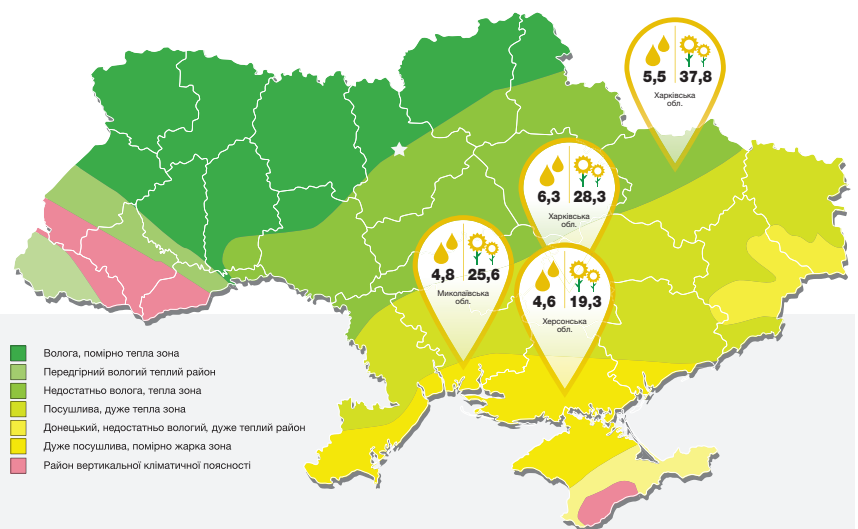 5,5 37,8
Харківська
обл.
6,3 28,3
Харківська
обл.
4,8 25,6
Миколаївська
обл.
4,6 19,3
Херсонська
обл.
Волога, помірно тепла зона
Передгірний вологий теплий район
Недостатньо волога, тепла зона
Посушлива, дуже тепла зона
Донецький, недостатньо вологий, дуже теплий район
Дуже посушлива, помірно жарка зона
Район вертикальної кліматичної поясності